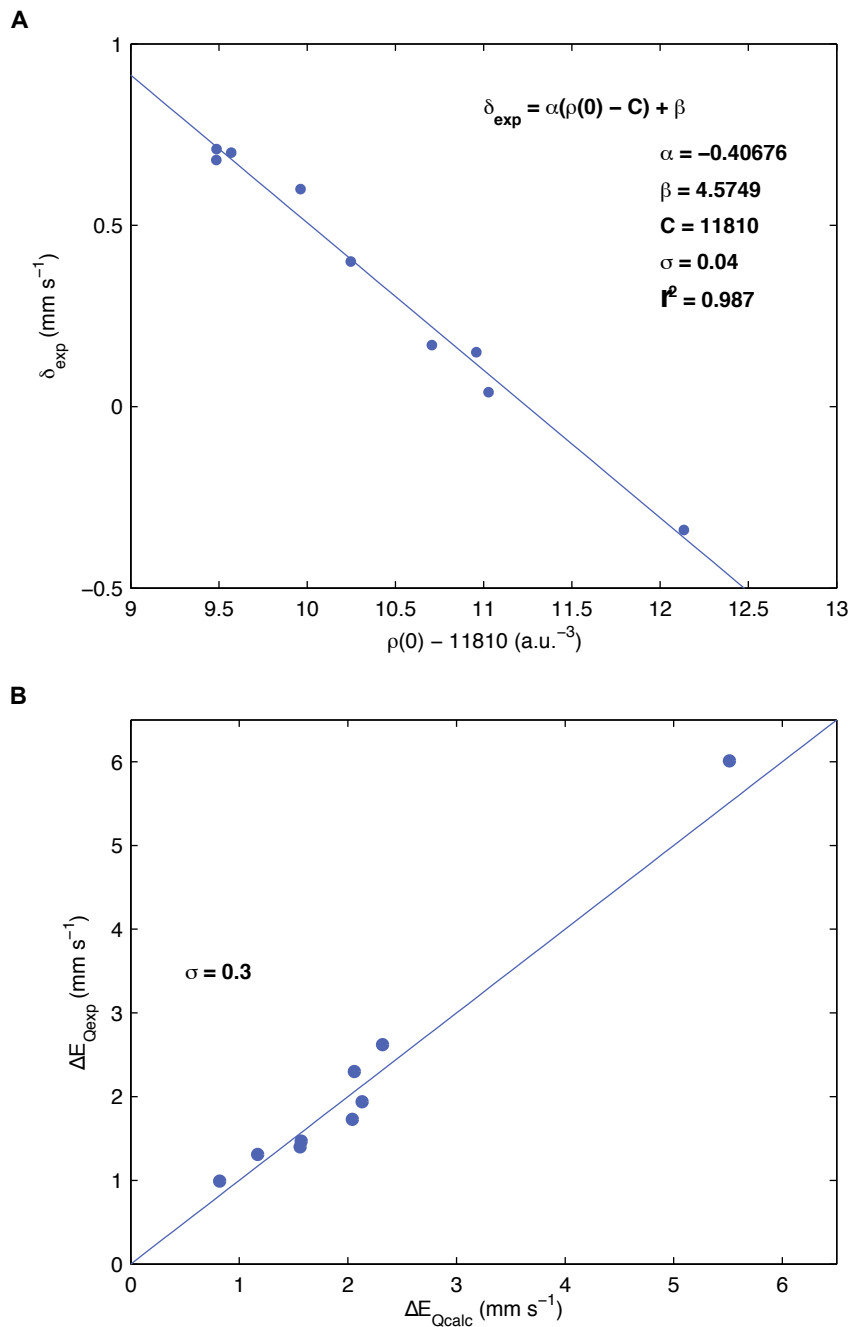 A
1
0.5
0
−0.5
δexp (mm s⁻¹)
δexp = α(ρ(0) − C) + β
α = −0.40676
β = 4.5749
C = 11810
σ = 0.04
r² = 0.987
9 9.5 10 10.5 11 11.5 12 12.5 13
ρ(0) − 11810 (a.u.⁻³)
B
6
5
4
3
2
1
0
ΔEQexp (mm s⁻¹)
σ = 0.3
0 1 2 3 4 5 6
ΔEQcalc (mm s⁻¹)